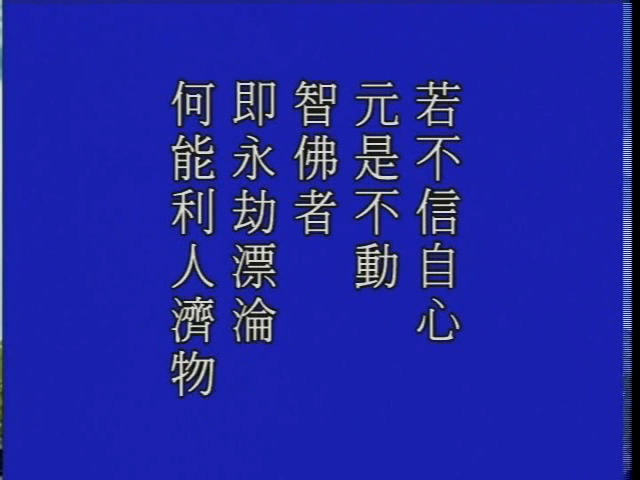 若不信自心
元是不動
智佛者
即永劫漂淪
何能利人濟物